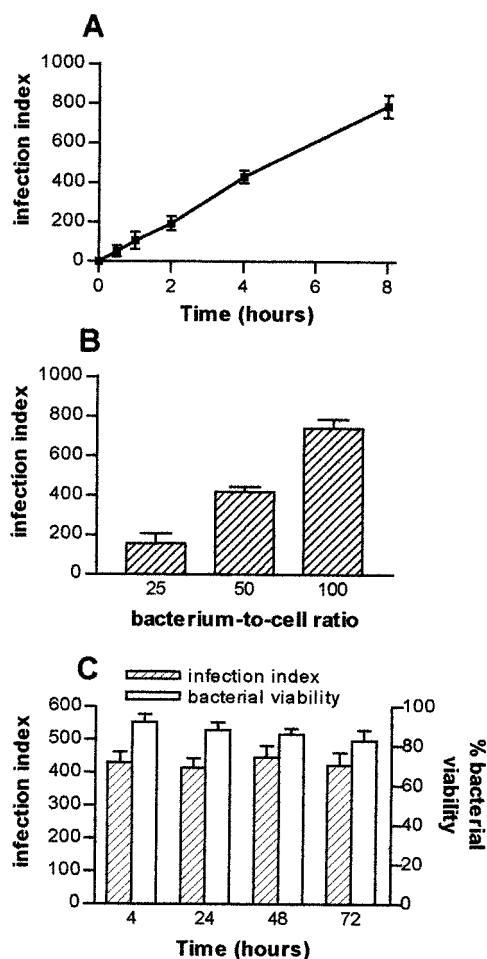 A
infection index
1000
800
600
400
200
0
0 2 4 6 8
Time (hours)
B
infection index
1000
800
600
400
200
0
25 50 100
bacterium-to-cell ratio
C
infection index
bacterial viability
infection index
600
500
400
300
200
100
0
100
80
60
40
20
0
% bacterial
viability
4 24 48 72
Time (hours)